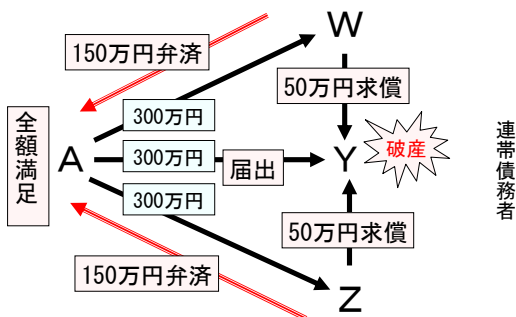 W
150万円弁済
50万円求償
300万円
全額満足
A
300万円
届出
Y
破産
連帯債務者
300万円
50万円求償
150万円弁済
Z